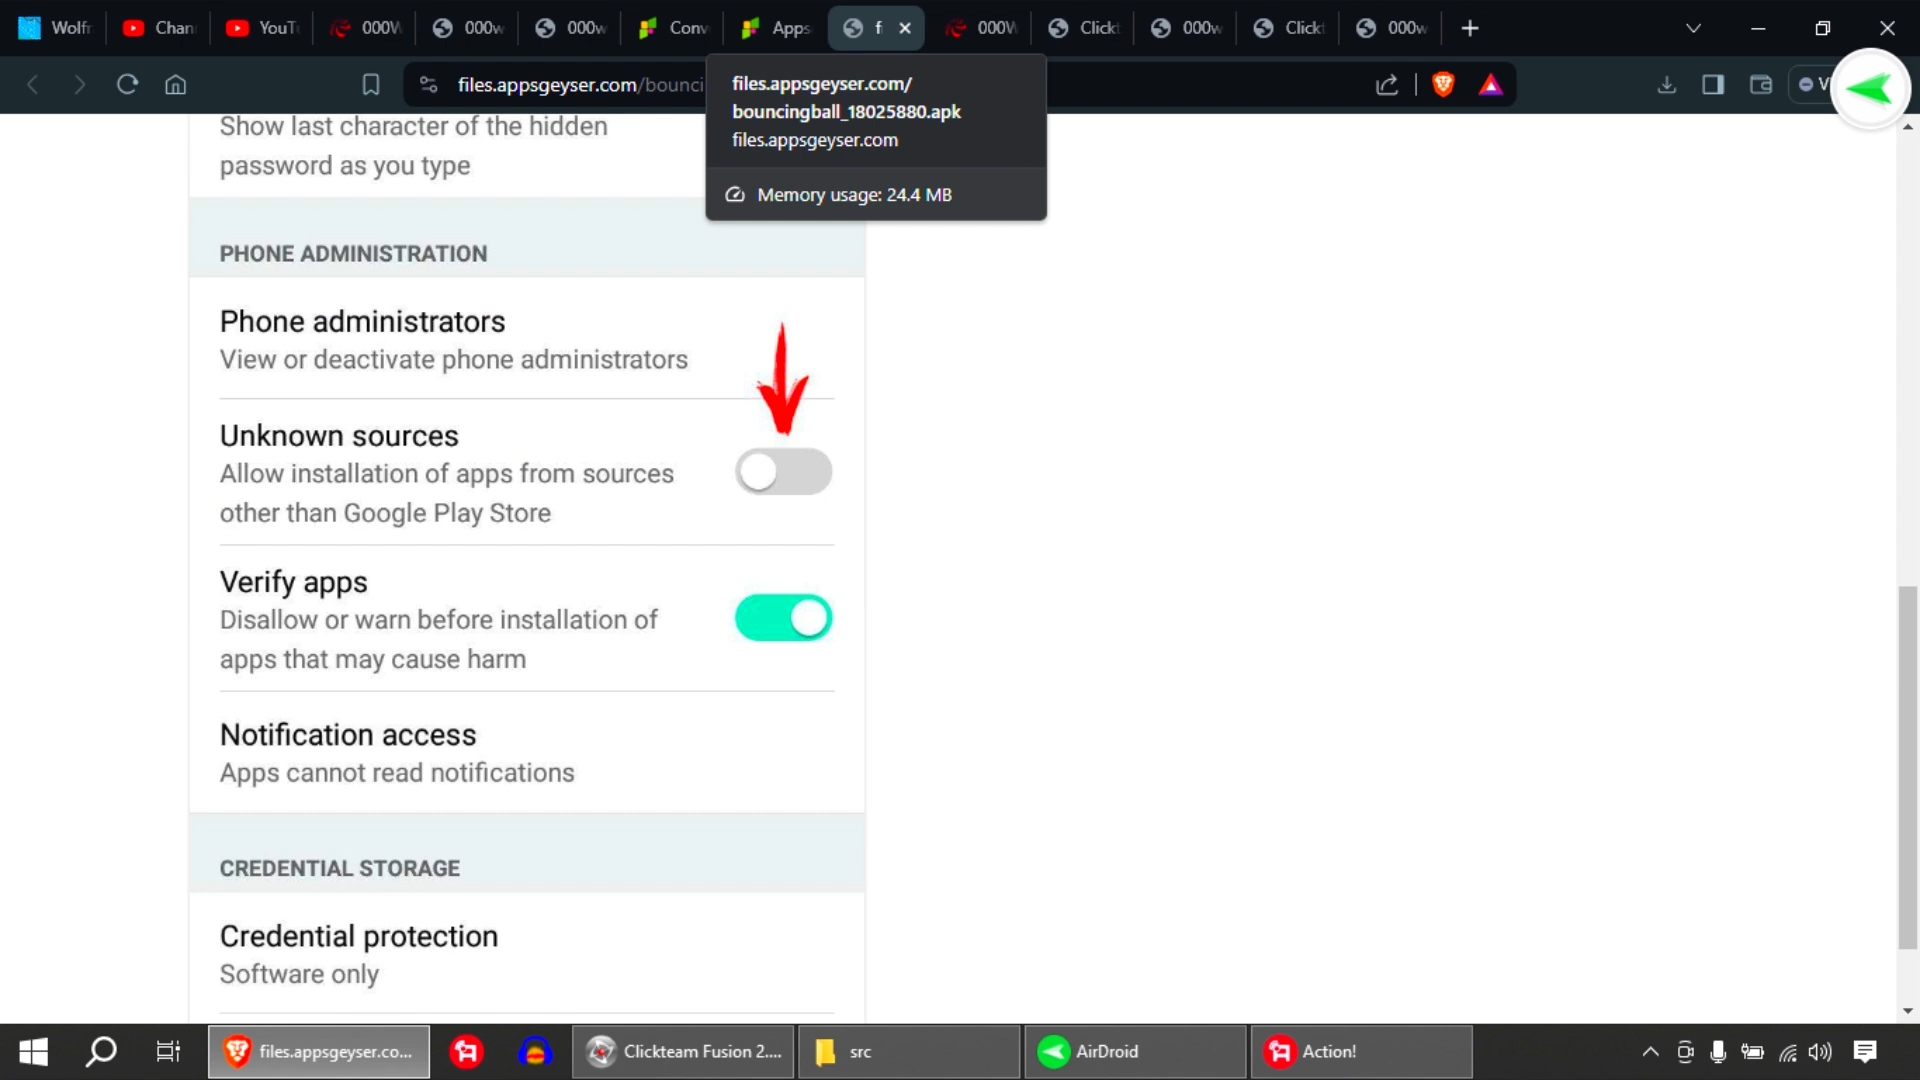 Wolfr
Chan
YouTu
000W
000w
000w
Conv
Apps
f
000W
Clickt
000w
Clickt
000w
files.appsgeyser.com/bounci
files.appsgeyser.com/
bouncingball_18025880.apk
files.appsgeyser.com
Memory usage: 24.4 MB
Show last character of the hidden
password as you type
PHONE ADMINISTRATION
Phone administrators
View or deactivate phone administrators
Unknown sources
Allow installation of apps from sources
other than Google Play Store
Verify apps
Disallow or warn before installation of
apps that may cause harm
Notification access
Apps cannot read notifications
CREDENTIAL STORAGE
Credential protection
Software only
files.appsgeyser.co...
Clickteam Fusion 2....
src
AirDroid
Action!